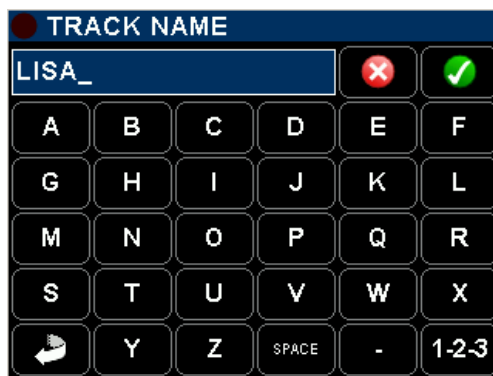 TRACK NAME
LISA_
A B C D E F
G H I J K L
M N O P Q R
S T U V W X
Y Z SPACE - 1-2-3